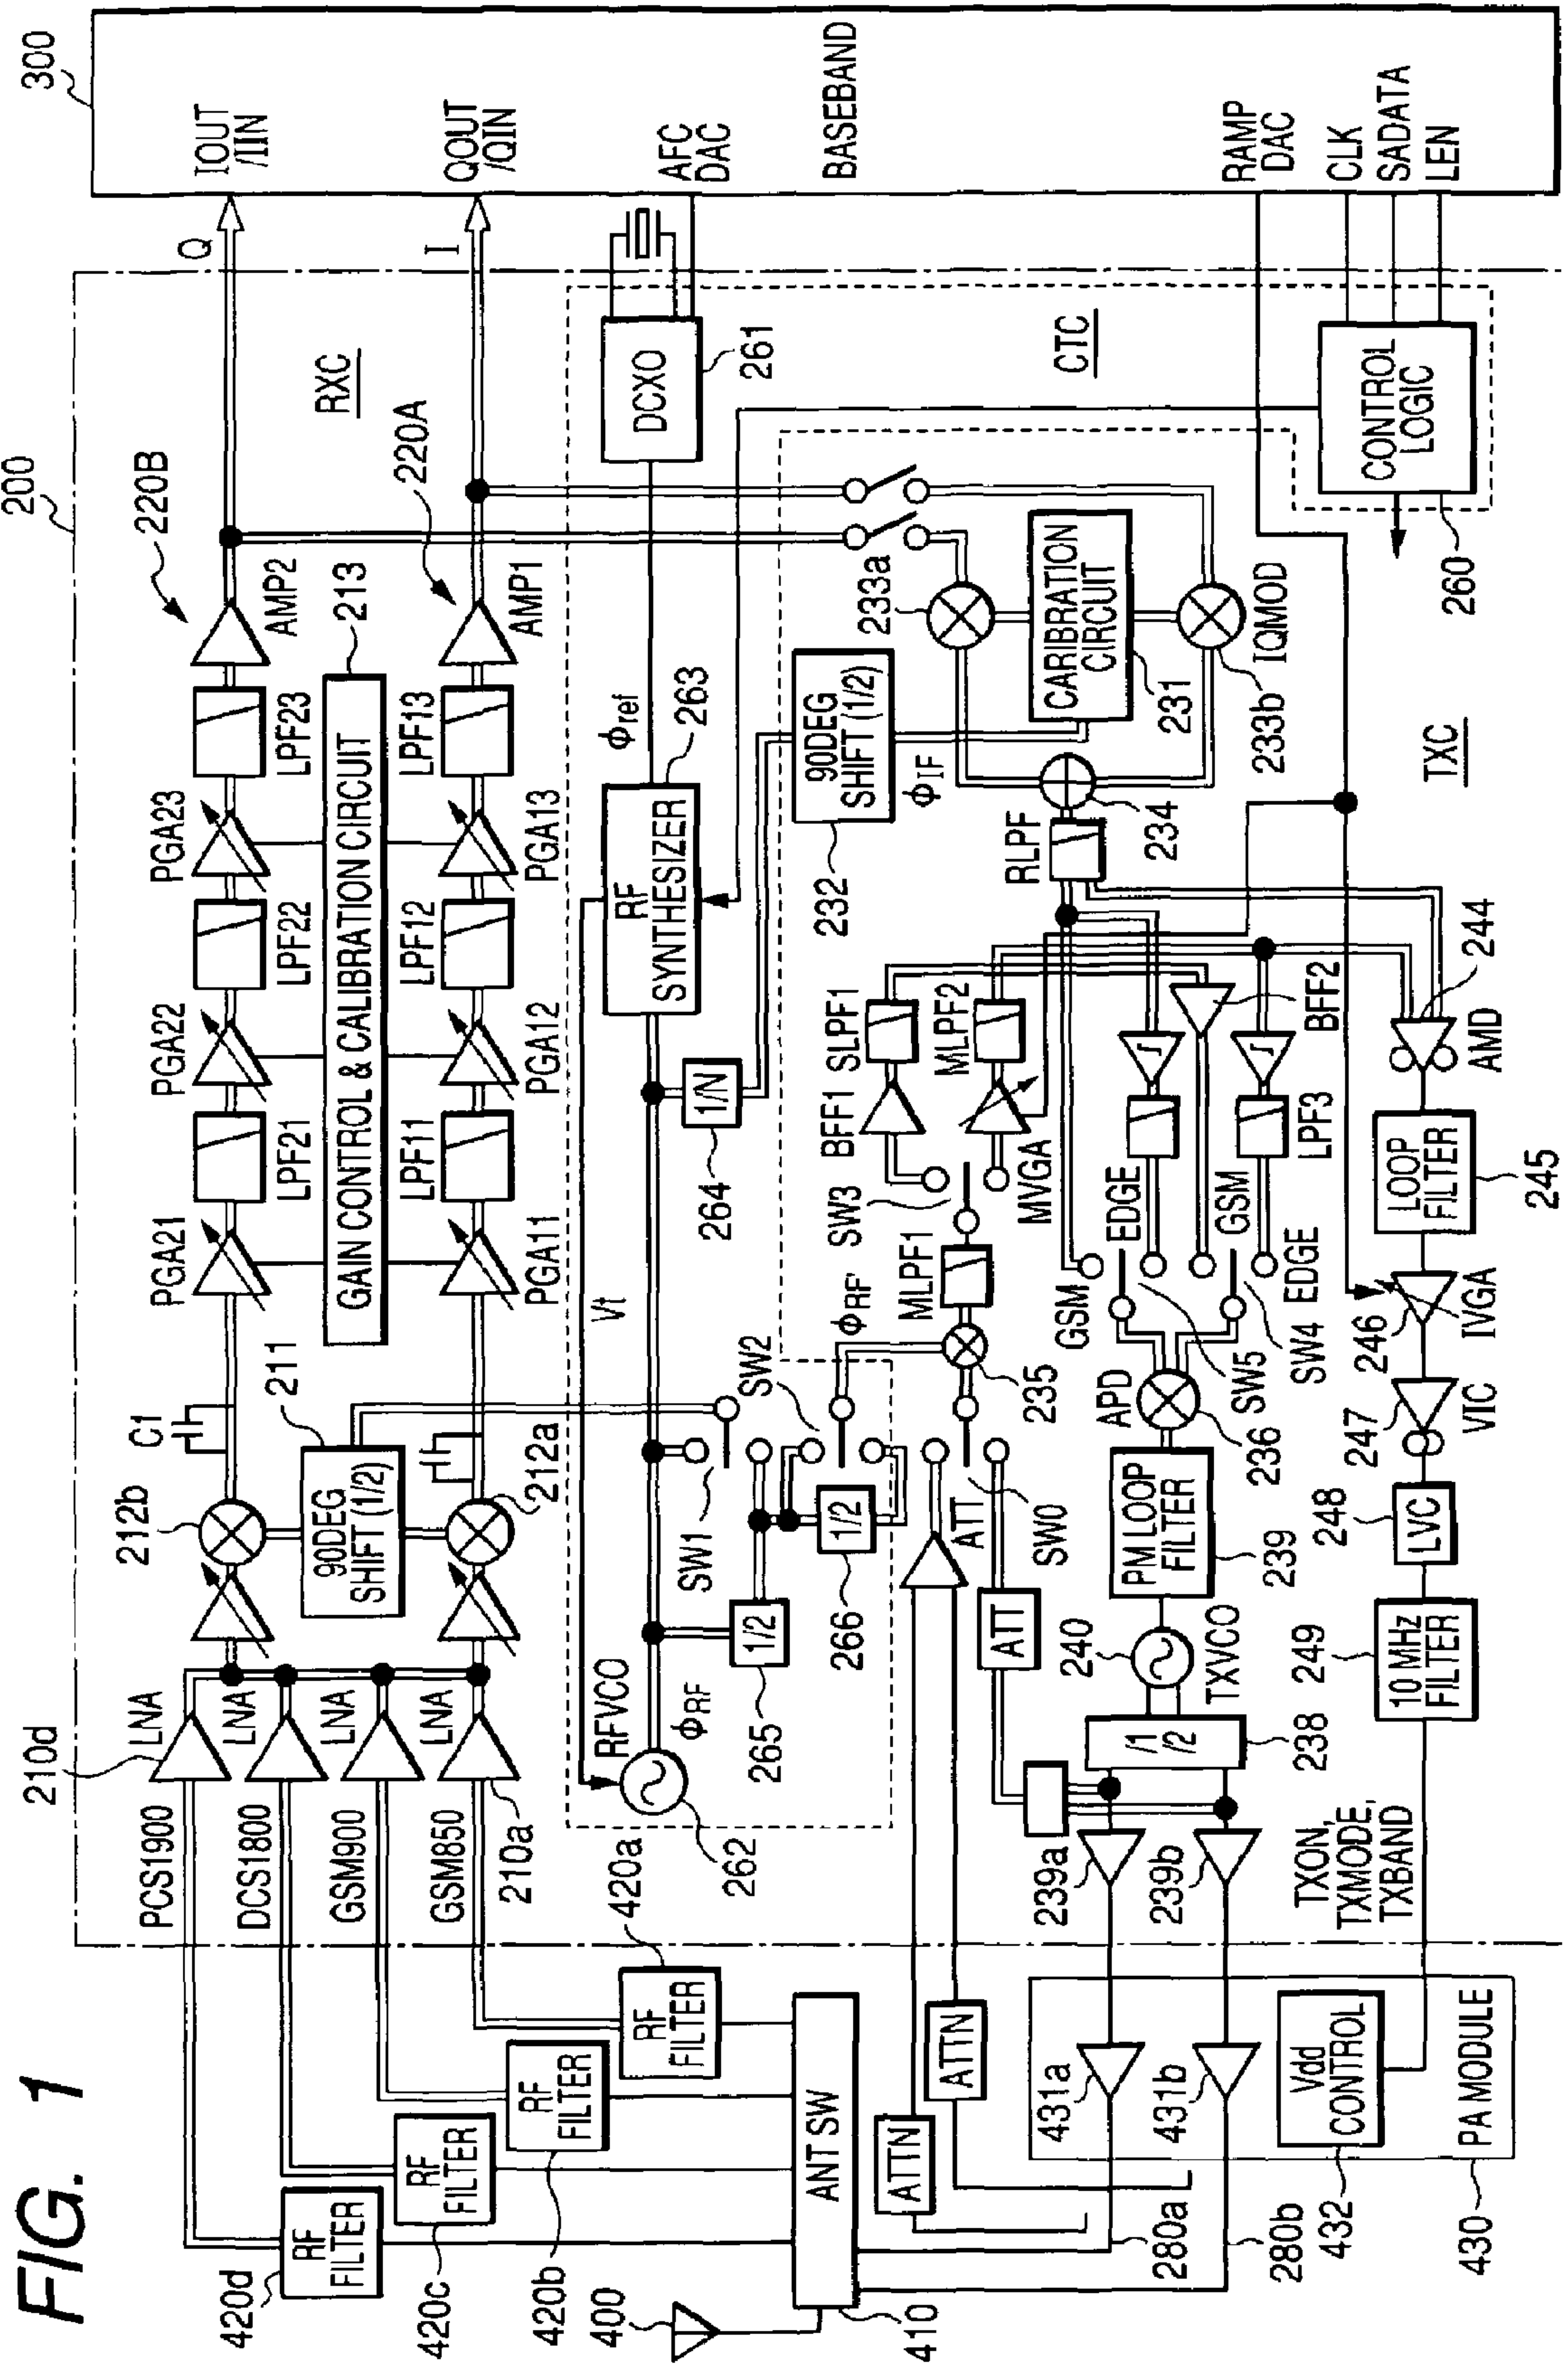 FIG. 1
200
300
220B
220A
RXC
CTC
TXC
BASEBAND
IOUT
/IIN
QOUT
/QIN
AFC
DAC
RAMP
DAC
CLK
SADATA
LEN
Q
I
PCS1900
DCS1800
GSM900
GSM850
210d
210a
LNA
LNA
LNA
LNA
212b
212a
C1
211
90DEG
SHIFT (1/2)
PGA21
LPF21
PGA22
LPF22
PGA23
LPF23
AMP2
213
GAIN CONTROL & CALIBRATION CIRCUIT
PGA11
LPF11
PGA12
LPF12
PGA13
LPF13
AMP1
RF
FILTER
420d
RF
FILTER
420c
RF
FILTER
420b
RF
FILTER
420a
400
ANT SW
410
RFVCO
262
ΦRF
Vt
RF
SYNTHESIZER
263
Φref
DCXO
261
1/2
265
1/2
266
SW1
SW2
1/N
264
90DEG
SHIFT (1/2)
232
ΦIF
233a
CARIBRATION
CIRCUIT
231
233b
IQMOD
234
RLPF
CONTROL
LOGIC
260
ATTN
ATTN
ATT
ATT
SW0
235
ΦRF'
MLPF1
SW3
BFF1
SLPF1
MVGA
MLPF2
BFF2
LPF3
GSM
EDGE
GSM
EDGE
SW5
SW4
APD
236
PM LOOP
FILTER
239
240
TXVCO
/1
/2
238
239a
239b
244
AMD
LOOP
FILTER
245
246
IVGA
247
VIC
248
LVC
249
10 MHz
FILTER
TXON,
TXMODE,
TXBAND
431a
431b
Vdd
CONTROL
432
PA MODULE
430
280a
280b